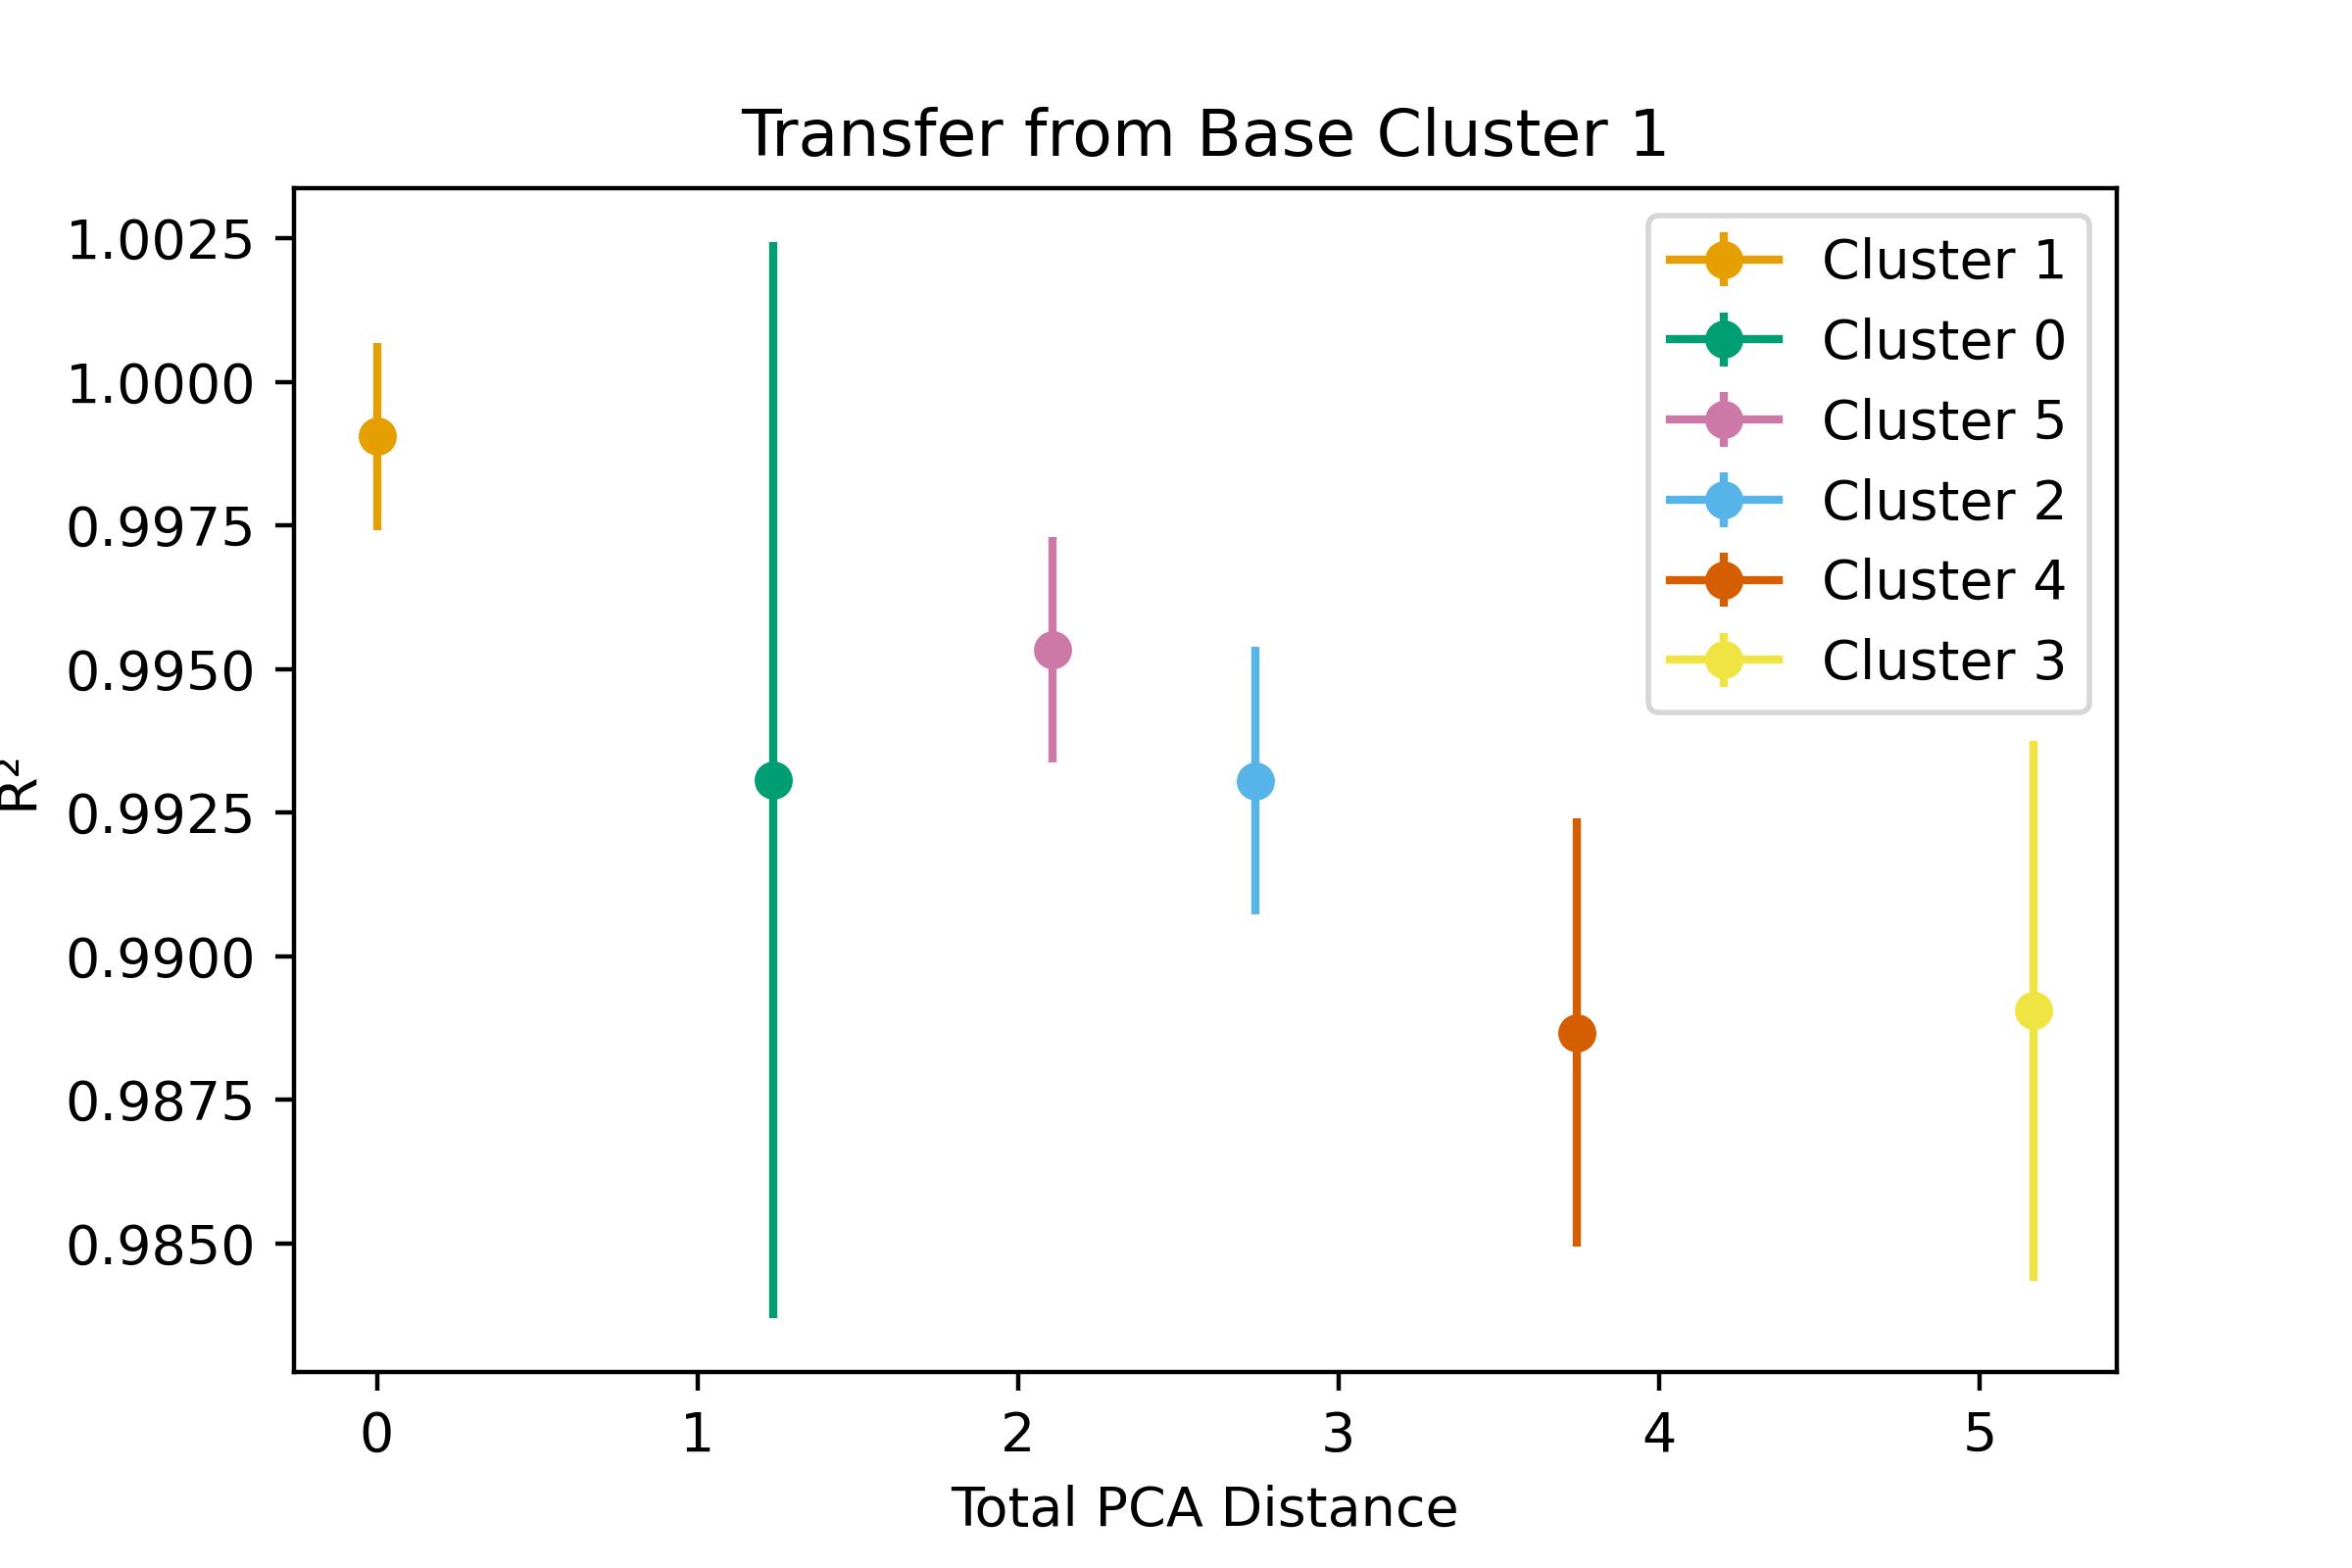 Transfer from Base Cluster 1
1.0025
1.0000
0.9975
0.9950
0.9925
0.9900
0.9875
0.9850
R²
Cluster 1
Cluster 0
Cluster 5
Cluster 2
Cluster 4
Cluster 3
0 1 2 3 4 5
Total PCA Distance